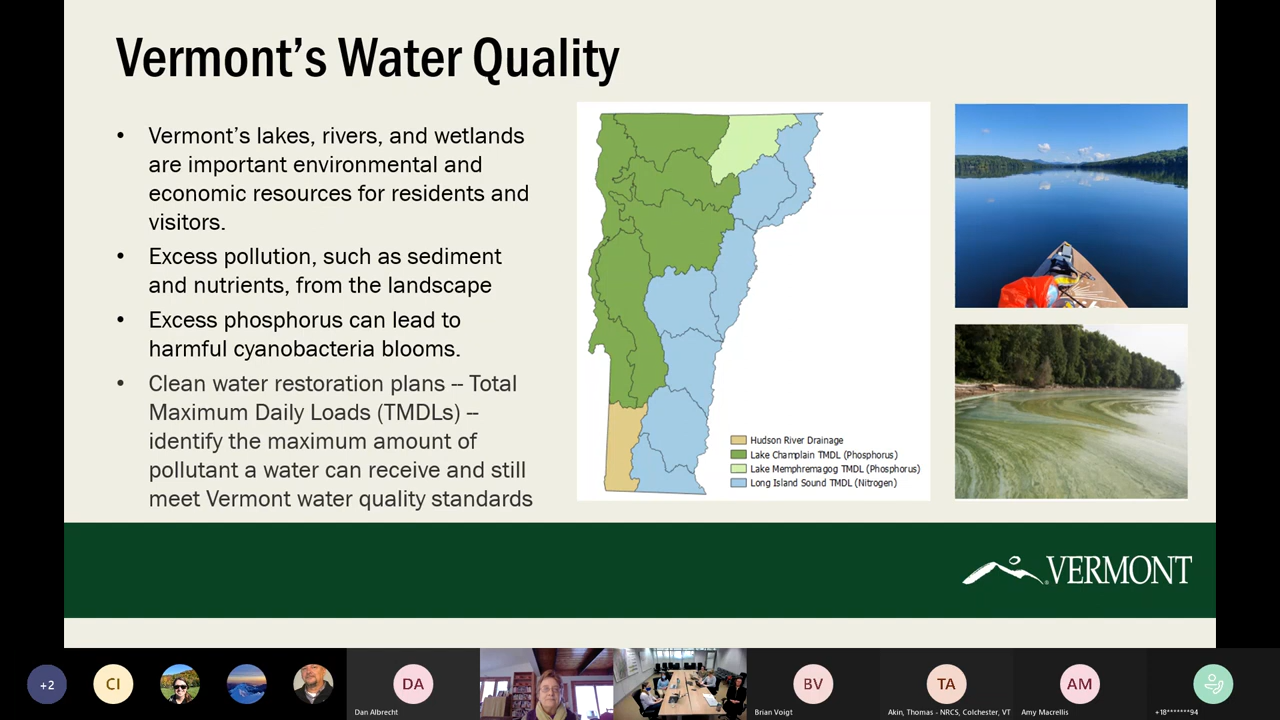 Vermont’s Water Quality
• Vermont’s lakes, rivers, and wetlands
are important environmental and
economic resources for residents and
visitors.
• Excess pollution, such as sediment
and nutrients, from the landscape
• Excess phosphorus can lead to
harmful cyanobacteria blooms.
• Clean water restoration plans -- Total
Maximum Daily Loads (TMDLs) --
identify the maximum amount of
pollutant a water can receive and still
meet Vermont water quality standards
Hudson River Drainage
Lake Champlain TMDL (Phosphorus)
Lake Memphremagog TMDL (Phosphorus)
Long Island Sound TMDL (Nitrogen)
VERMONT
+2
CI
DA
Dan Albrecht
BV
Brian Voigt
TA
Akin, Thomas - NRCS, Colchester, VT
AM
Amy Macrellis
+18*******94